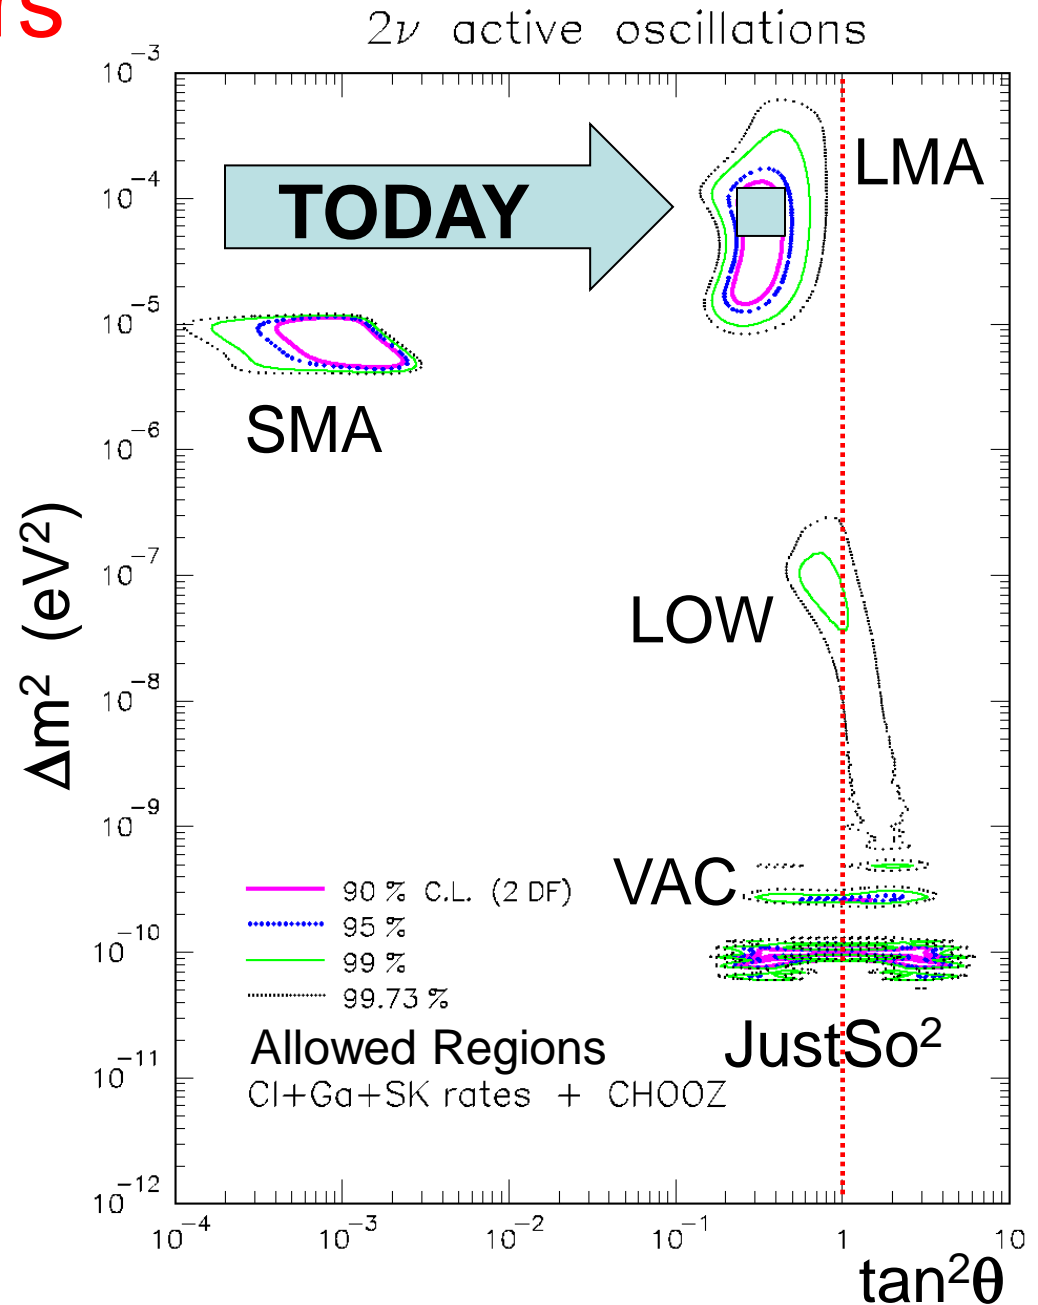 rs
2ν active oscillations
10⁻³
LMA
10⁻⁴
TODAY
10⁻⁵
SMA
10⁻⁶
Δm² (eV²)
10⁻⁷
LOW
10⁻⁸
10⁻⁹
VAC
90 % C.L. (2 DF)
95 %
10⁻¹⁰
99 %
99.73 %
JustSo²
Allowed Regions
10⁻¹¹
Cl+Ga+SK rates + CHOOZ
10⁻¹²
10⁻⁴ 10⁻³ 10⁻² 10⁻¹ 1 10
tan²θ